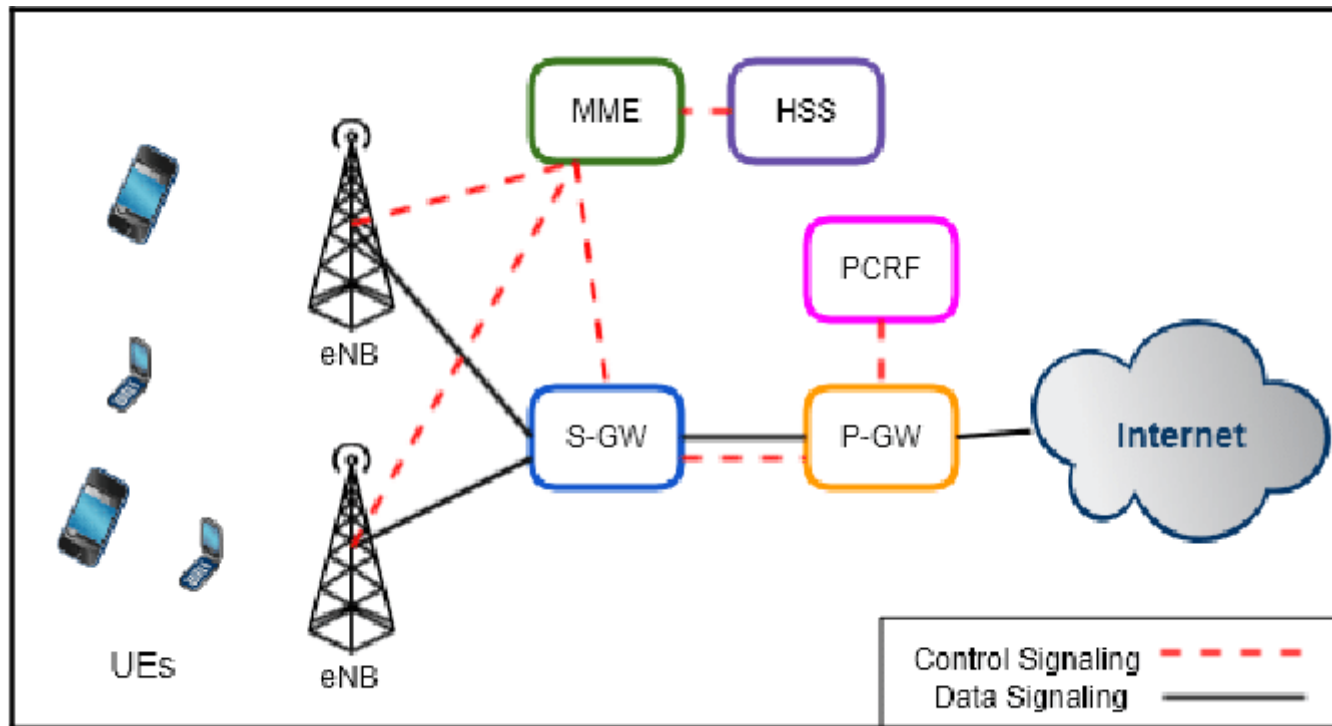 MME
HSS
PCRF
eNB
S-GW
P-GW
Internet
UEs
eNB
Control Signaling
Data Signaling